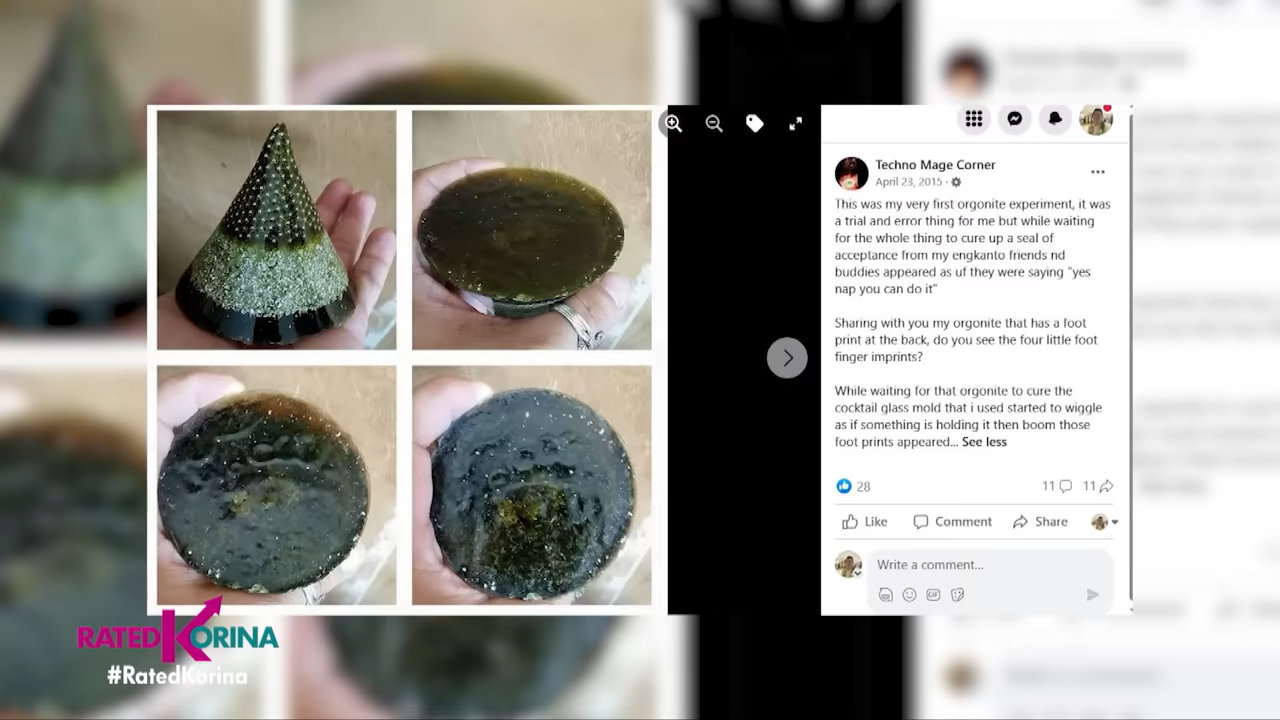 Techno Mage Corner
April 23, 2015 ·
This was my very first orgonite experiment, it was
a trial and error thing for me but while waiting
for the whole thing to cure up a seal of
acceptance from my engkanto friends nd
buddies appeared as uf they were saying "yes
nap you can do it"
Sharing with you my orgonite that has a foot
print at the back, do you see the four little foot
finger imprints?
While waiting for that orgonite to cure the
cocktail glass mold that i used started to wiggle
as if something is holding it then boom those
foot prints appeared... See less
28
11
11
Like
Comment
Share
Write a comment...
GIF
RATED KORINA
#RatedKorina